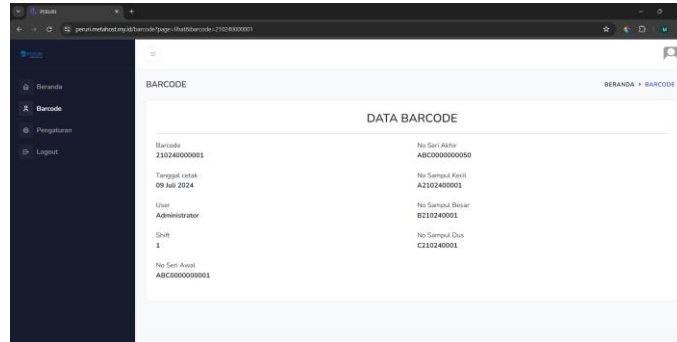 PERURI
peruri.metahost.my.id/barcode?page=lihat&barcode=210240000001
Beranda
Barcode
Pengaturan
Logout
BARCODE
BERANDA > BARCODE
DATA BARCODE
Barcode
210240000001
Tanggal cetak
09 Juli 2024
User
Administrator
Shift
1
No Seri Awal
ABC0000000001
No Seri Akhir
ABC0000000050
No Sampul Kecil
A2102400001
No Sampul Besar
B210240001
No Sampul Dus
C210240001